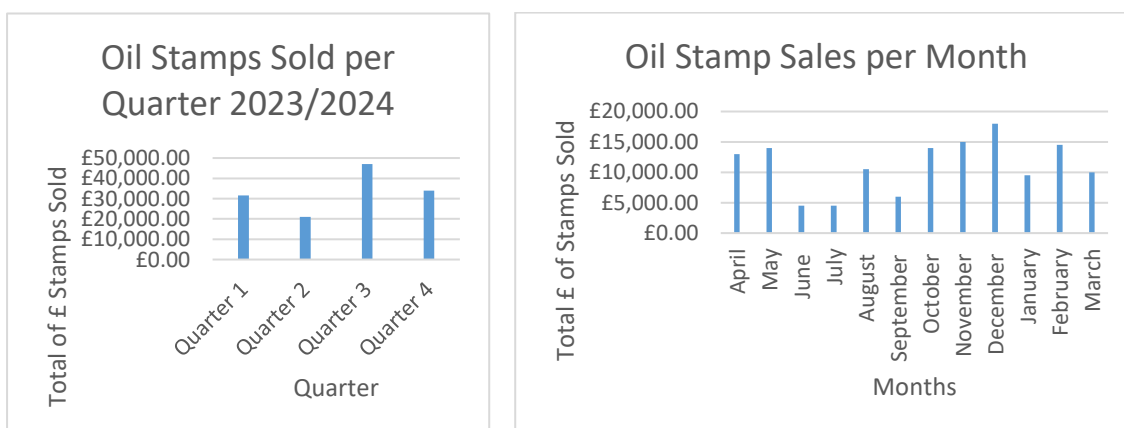 Oil Stamps Sold per
Quarter 2023/2024
Total of £ Stamps Sold
£50,000.00
£40,000.00
£30,000.00
£20,000.00
£10,000.00
£0.00
Quarter 1
Quarter 2
Quarter 3
Quarter 4
Quarter
Oil Stamp Sales per Month
Total £ of Stamps Sold
£20,000.00
£15,000.00
£10,000.00
£5,000.00
£0.00
April
May
June
July
August
September
October
November
December
January
February
March
Months